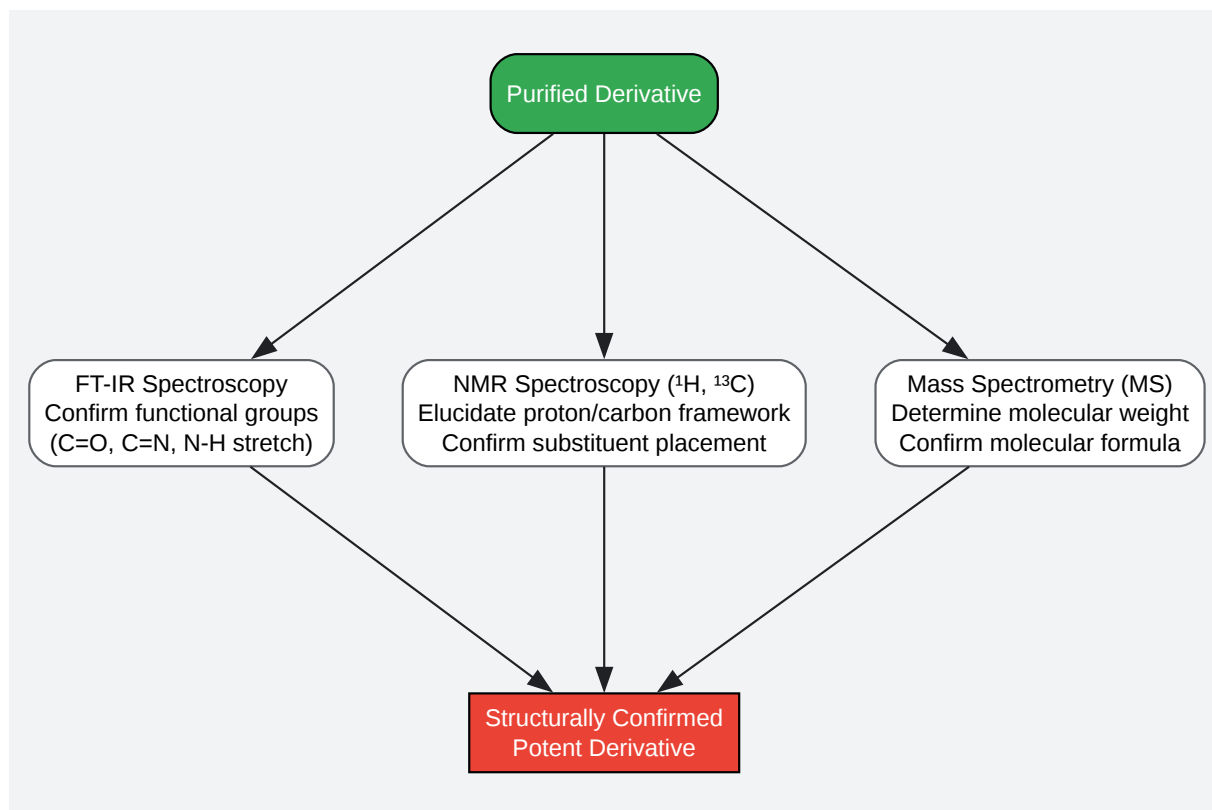 Purified Derivative
FT-IR Spectroscopy
Confirm functional groups
(C=O, C=N, N-H stretch)
NMR Spectroscopy (¹H, ¹³C)
Elucidate proton/carbon framework
Confirm substituent placement
Mass Spectrometry (MS)
Determine molecular weight
Confirm molecular formula
Structurally Confirmed
Potent Derivative